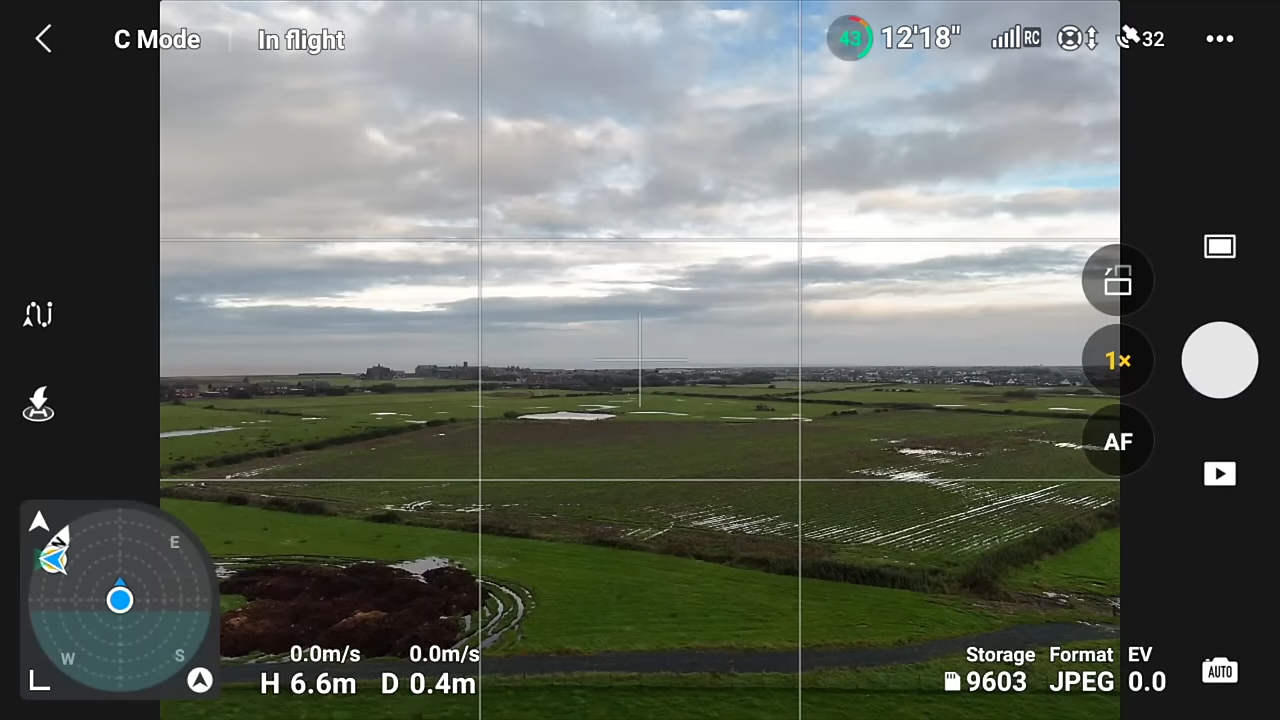 C Mode
In flight
43
12'18"
RC
32
1×
AF
N
E
W
S
0.0m/s
0.0m/s
H 6.6m
D 0.4m
Storage
Format
EV
9603
JPEG
0.0
AUTO